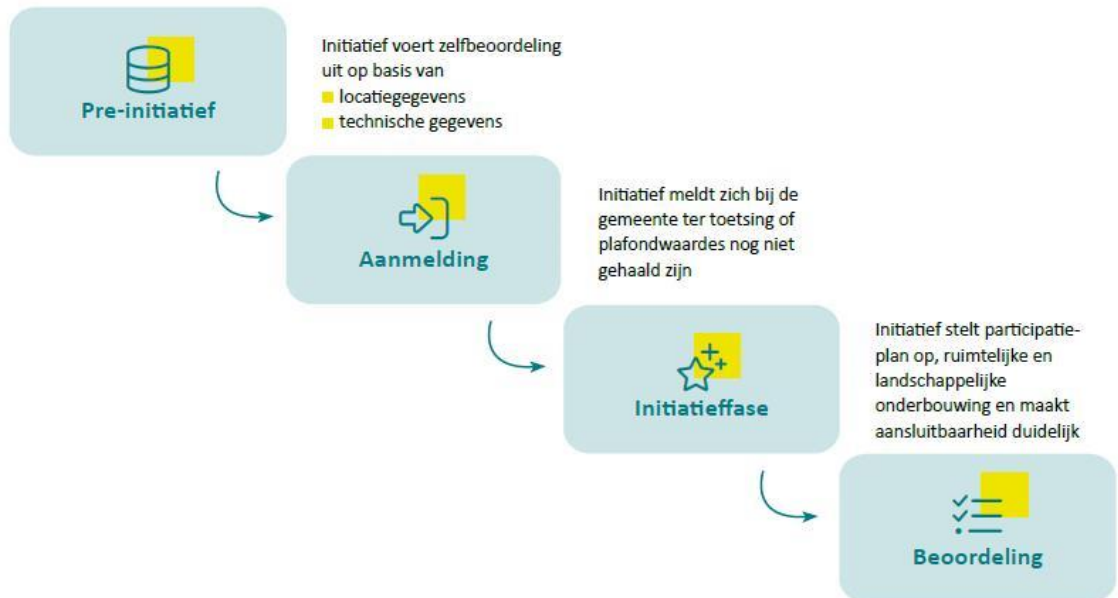 Pre-initiatief
Initiatief voert zelfbeoordeling
uit op basis van
locatiegegevens
technische gegevens
Aanmelding
Initiatief meldt zich bij de
gemeente ter toetsing of
plafondwaardes nog niet
gehaald zijn
Initiatieffase
Initiatief stelt participatie-
plan op, ruimtelijke en
landschappelijke
onderbouwing en maakt
aansluitbaarheid duidelijk
Beoordeling